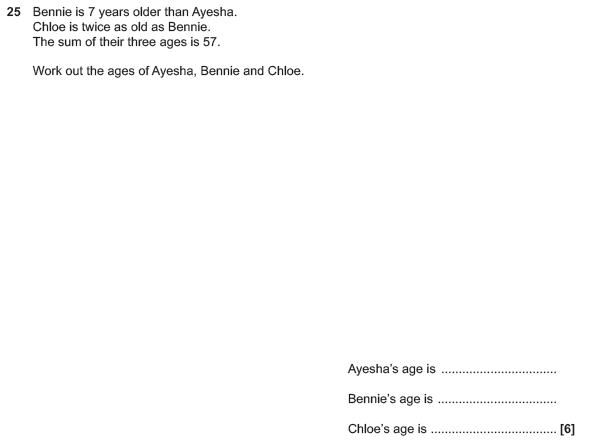 25 Bennie is 7 years older than Ayesha.
Chloe is twice as old as Bennie.
The sum of their three ages is 57.
Work out the ages of Ayesha, Bennie and Chloe.
Ayesha's age is .................................
Bennie's age is ..................................
Chloe's age is .................................... [6]